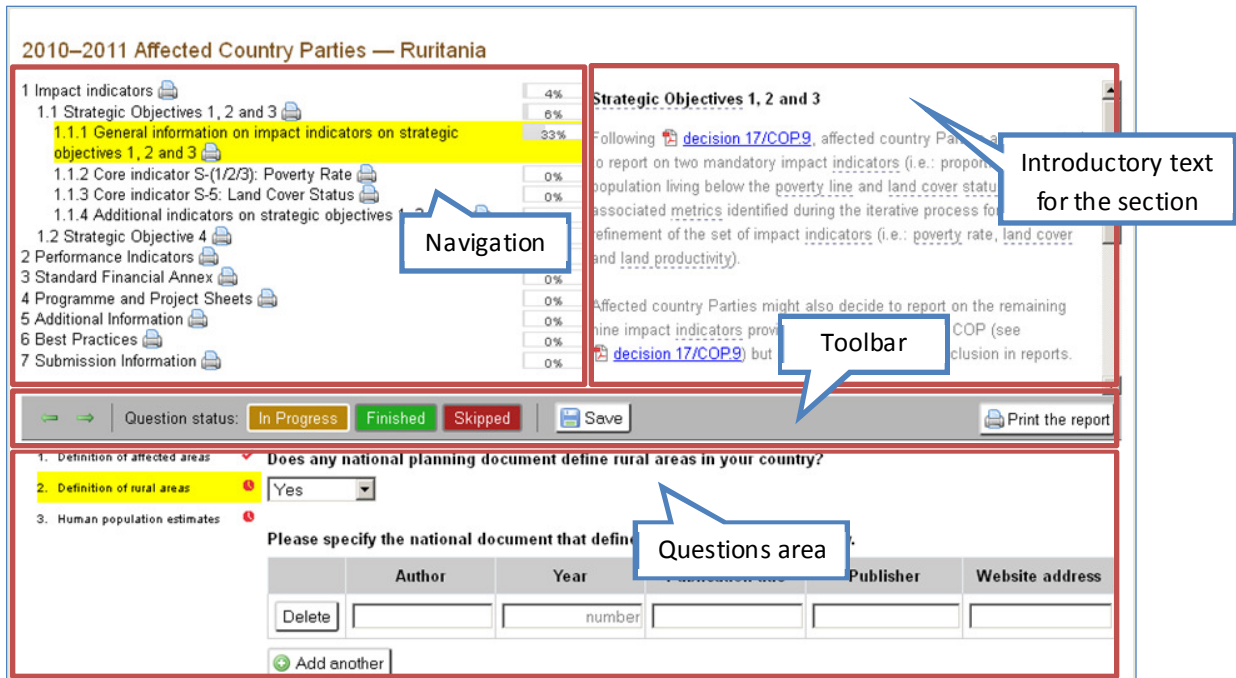 2010–2011 Affected Country Parties — Ruritania
1 Impact indicators
4%
1.1 Strategic Objectives 1, 2 and 3
6%
1.1.1 General information on impact indicators on strategic
objectives 1, 2 and 3
33%
1.1.2 Core indicator S-(1/2/3): Poverty Rate
0%
1.1.3 Core indicator S-5: Land Cover Status
0%
1.1.4 Additional indicators on strategic objectives 1,
1.2 Strategic Objective 4
2 Performance Indicators
3 Standard Financial Annex
0%
4 Programme and Project Sheets
0%
5 Additional Information
0%
6 Best Practices
0%
7 Submission Information
0%
Navigation
Strategic Objectives 1, 2 and 3
Following decision 17/COP.9, affected country
to report on two mandatory impact indicators (i.e.:
population living below the poverty line and land cover
associated metrics identified during the iterative process
refinement of the set of impact indicators (i.e.: poverty rate, land cover
and land productivity).
Affected country Parties might also decide to report on the remaining
nine impact indicators COP (see
decision 17/COP.9) but in reports.
Introductory text
for the section
Toolbar
Question status: In Progress Finished Skipped Save Print the report
1. Definition of affected areas
2. Definition of rural areas
3. Human population estimates
Does any national planning document define rural areas in your country?
Yes
Please specify the national document that
Questions area
Author Year Publisher Website address
Delete number
Add another